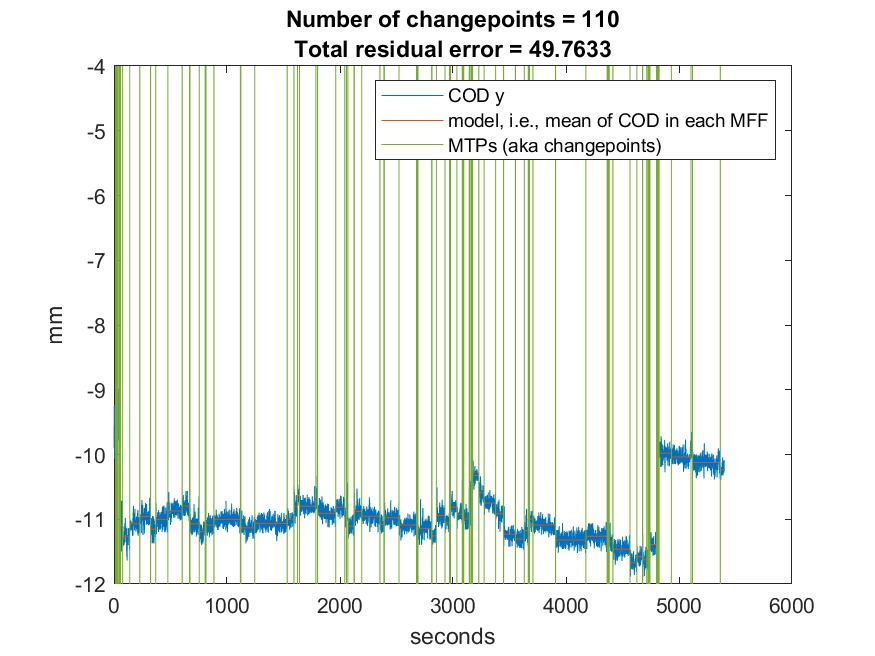 Number of changepoints = 110
Total residual error = 49.7633
-4
COD y
model, i.e., mean of COD in each MFF
MTPs (aka changepoints)
-5
-6
-7
-8
mm
-9
-10
-11
-12
0 1000 2000 3000 4000 5000 6000
seconds